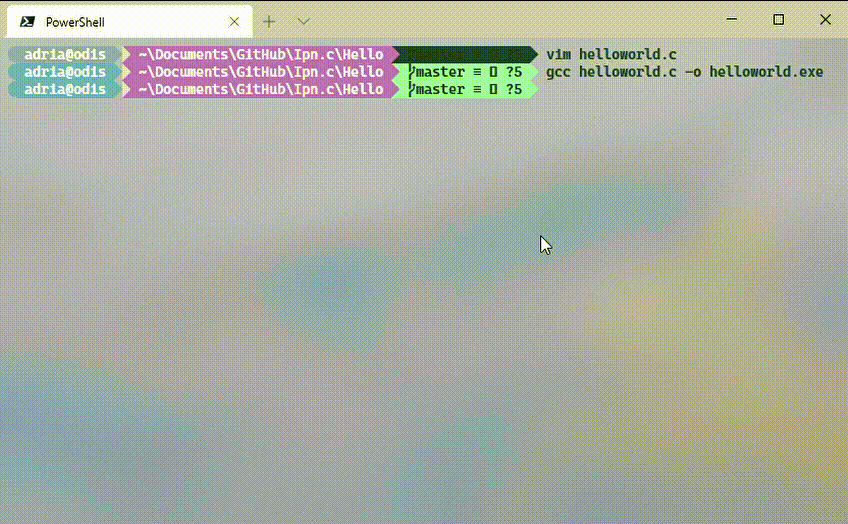 PowerShell
adria@odis ~\Documents\GitHub\Ipn.c\Hello vim helloworld.c
adria@odis ~\Documents\GitHub\Ipn.c\Hello master ≡ ▯ ?5 gcc helloworld.c -o helloworld.exe
adria@odis ~\Documents\GitHub\Ipn.c\Hello master ≡ ▯ ?5